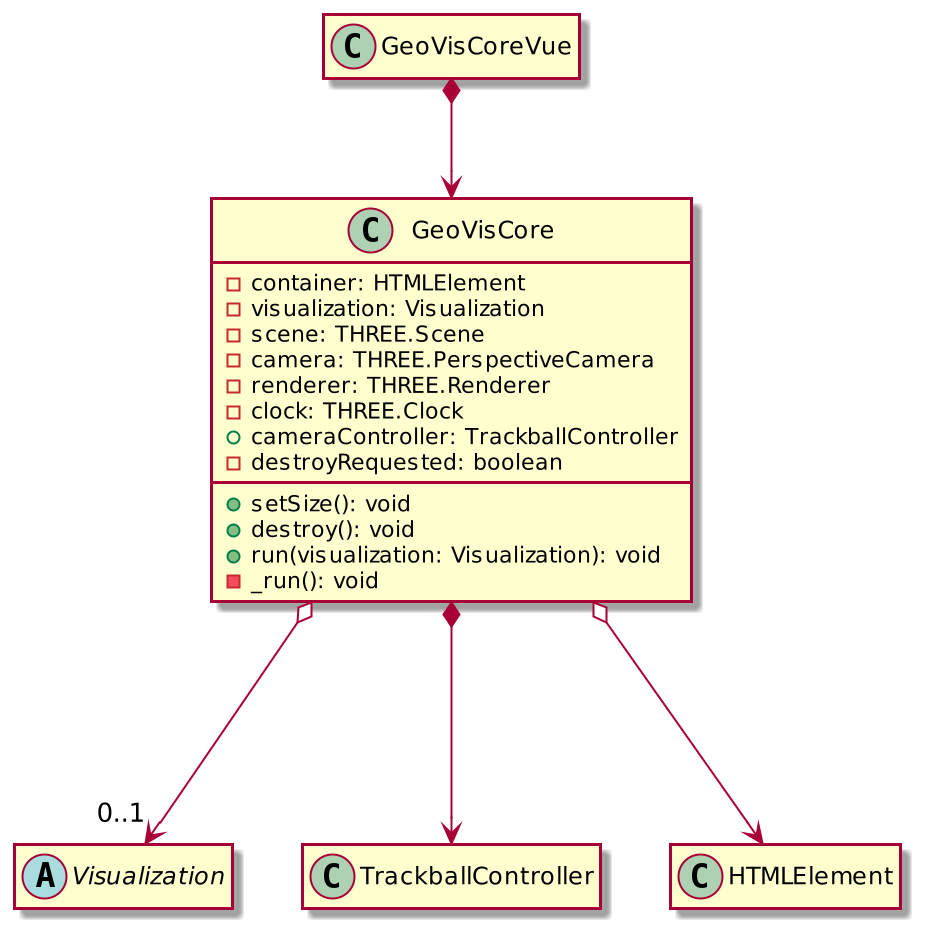 C GeoVisCoreVue
C GeoVisCore
container: HTMLElement
visualization: Visualization
scene: THREE.Scene
camera: THREE.PerspectiveCamera
renderer: THREE.Renderer
clock: THREE.Clock
cameraController: TrackballController
destroyRequested: boolean
setSize(): void
destroy(): void
run(visualization: Visualization): void
_run(): void
0..1
A Visualization
C TrackballController
C HTMLElement